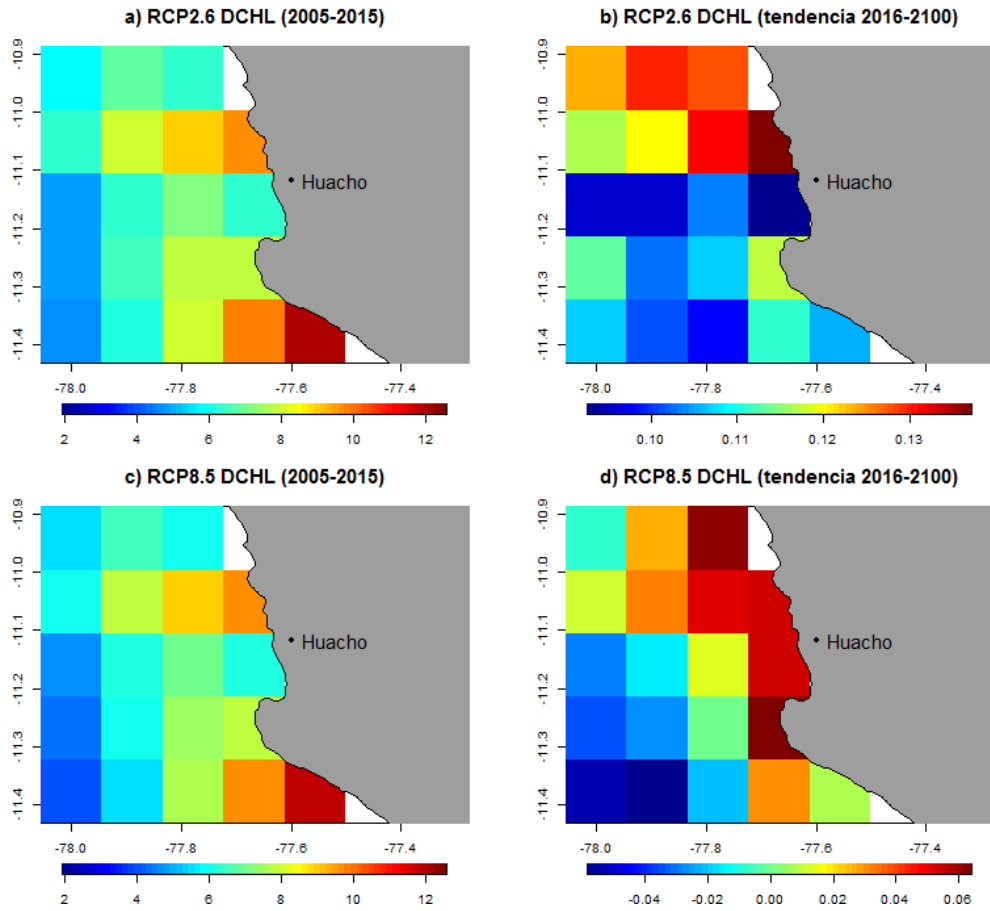 a) RCP2.6 DCHL (2005-2015)
-10.9
-11.0
-11.1
-11.2
-11.3
-11.4
Huacho
-78.0 -77.8 -77.6 -77.4
2 4 6 8 10 12
b) RCP2.6 DCHL (tendencia 2016-2100)
-10.9
-11.0
-11.1
-11.2
-11.3
-11.4
Huacho
-78.0 -77.8 -77.6 -77.4
0.10 0.11 0.12 0.13
c) RCP8.5 DCHL (2005-2015)
-10.9
-11.0
-11.1
-11.2
-11.3
-11.4
Huacho
-78.0 -77.8 -77.6 -77.4
2 4 6 8 10 12
d) RCP8.5 DCHL (tendencia 2016-2100)
-10.9
-11.0
-11.1
-11.2
-11.3
-11.4
Huacho
-78.0 -77.8 -77.6 -77.4
-0.04 -0.02 0.00 0.02 0.04 0.06